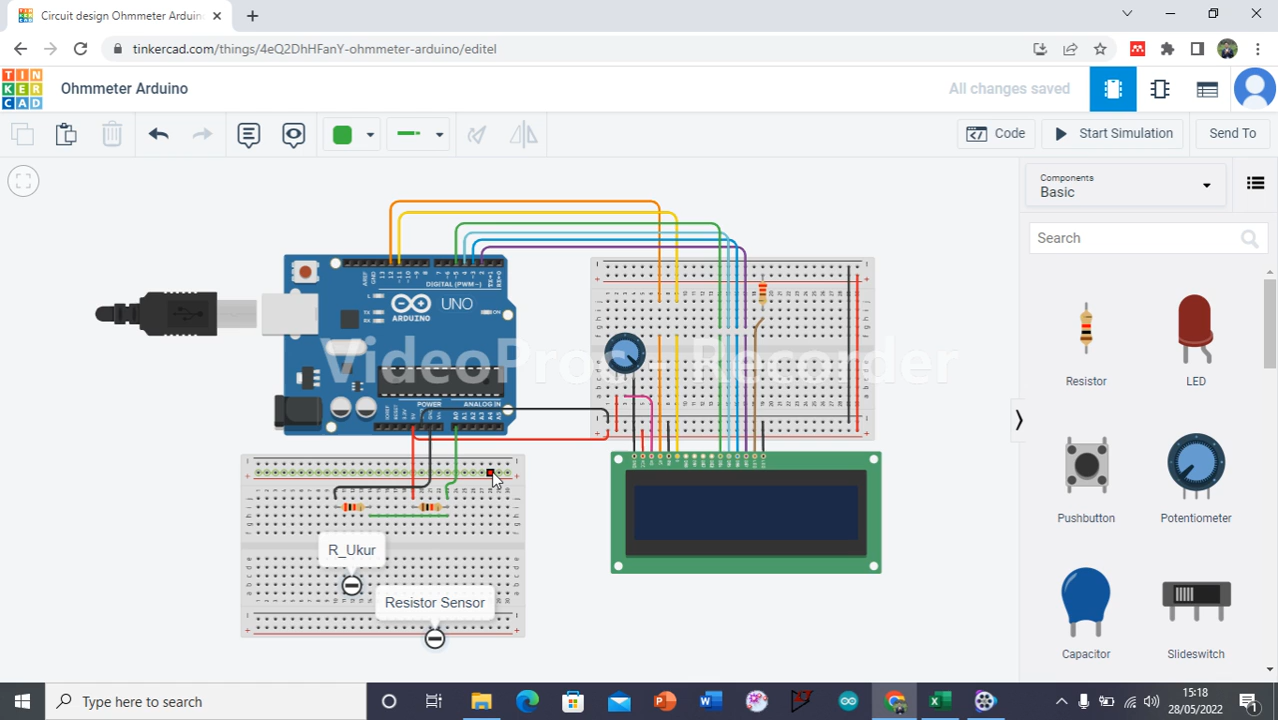 Circuit design Ohmmeter Arduin
tinkercad.com/things/4eQ2DhHFanY-ohmmeter-arduino/editel
TIN
KER
CAD
Ohmmeter Arduino
All changes saved
Code
Start Simulation
Send To
Components
Basic
Search
DIGITAL (PWM~)
UNO
ARDUINO
ON
POWER
ANALOG IN
Resistor
LED
Pushbutton
Potentiometer
Capacitor
Slideswitch
R_Ukur
Resistor Sensor
Type here to search
15:18
28/05/2022